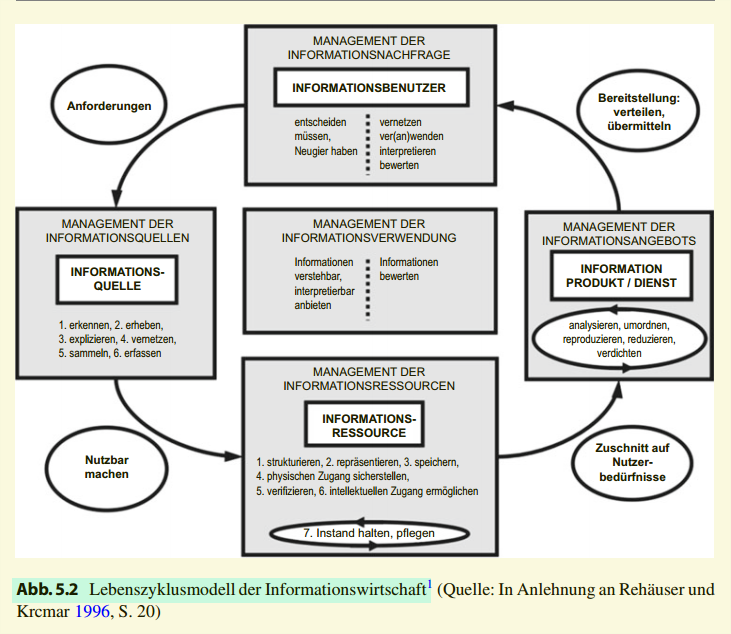 MANAGEMENT DER
INFORMATIONSNACHFRAGE
INFORMATIONSBENUTZER
entscheiden
müssen,
Neugier haben
vernetzen
ver(an)wenden
interpretieren
bewerten
Anforderungen
Bereitstellung:
verteilen,
übermitteln
MANAGEMENT DER
INFORMATIONSQUELLEN
INFORMATIONS-
QUELLE
1. erkennen, 2. erheben,
3. explizieren, 4. vernetzen,
5. sammeln, 6. erfassen
MANAGEMENT DER
INFORMATIONSVERWENDUNG
Informationen
verstehbar,
interpretierbar
anbieten
Informationen
bewerten
MANAGEMENT DER
INFORMATIONSANGEBOTS
INFORMATION
PRODUKT / DIENST
analysieren, umordnen,
reproduzieren, reduzieren,
verdichten
MANAGEMENT DER
INFORMATIONSRESSOURCEN
INFORMATIONS-
RESSOURCE
1. strukturieren, 2. repräsentieren, 3. speichern,
4. physischen Zugang sicherstellen,
5. verifizieren, 6. intellektuellen Zugang ermöglichen
7. Instand halten, pflegen
Nutzbar
machen
Zuschnitt auf
Nutzer-
bedürfnisse
Abb. 5.2 Lebenszyklusmodell der Informationswirtschaft¹ (Quelle: In Anlehnung an Rehäuser und
Krcmar 1996, S. 20)